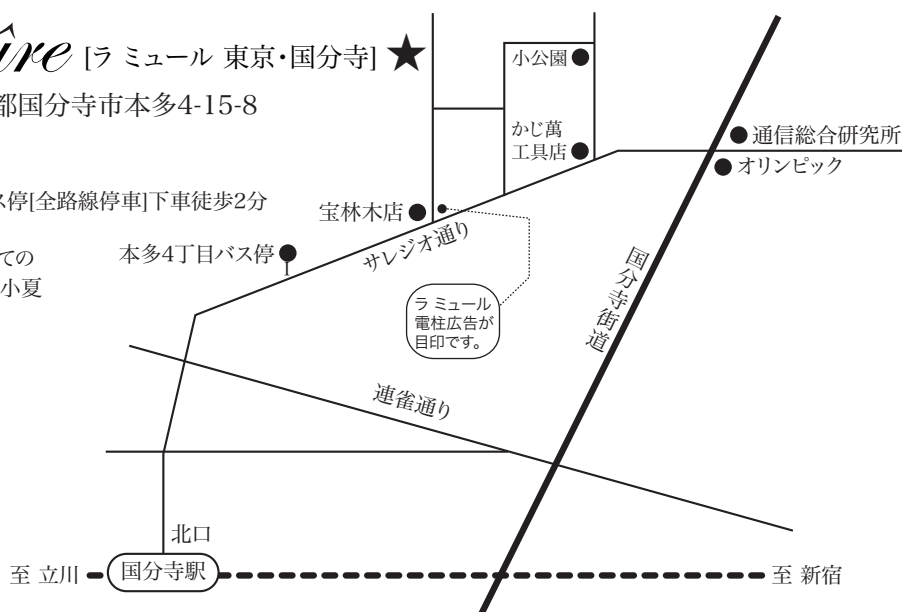 ûre [ラ ミュール 東京・国分寺] ★
都国分寺市本多4-15-8
ス停[全路線停車]下車徒歩2分
ての
小夏
小公園
かじ萬
工具店
通信総合研究所
オリンピック
宝林木店
本多4丁目バス停
サレジオ通り
ラ ミュール
電柱広告が
目印です。
国分寺街道
連雀通り
北口
至 立川
国分寺駅
至 新宿